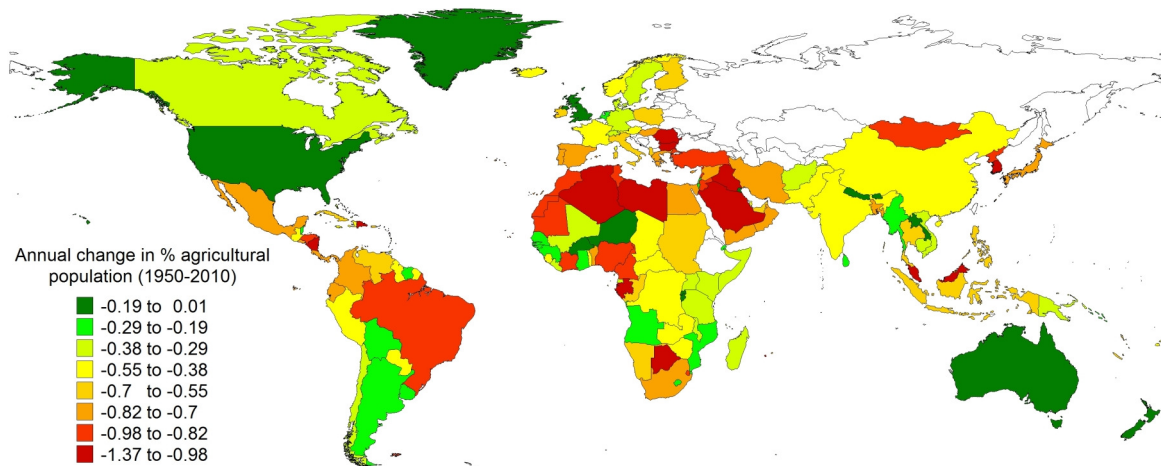 Annual change in % agricultural
population (1950-2010)
-0.19 to 0.01
-0.29 to -0.19
-0.38 to -0.29
-0.55 to -0.38
-0.7 to -0.55
-0.82 to -0.7
-0.98 to -0.82
-1.37 to -0.98